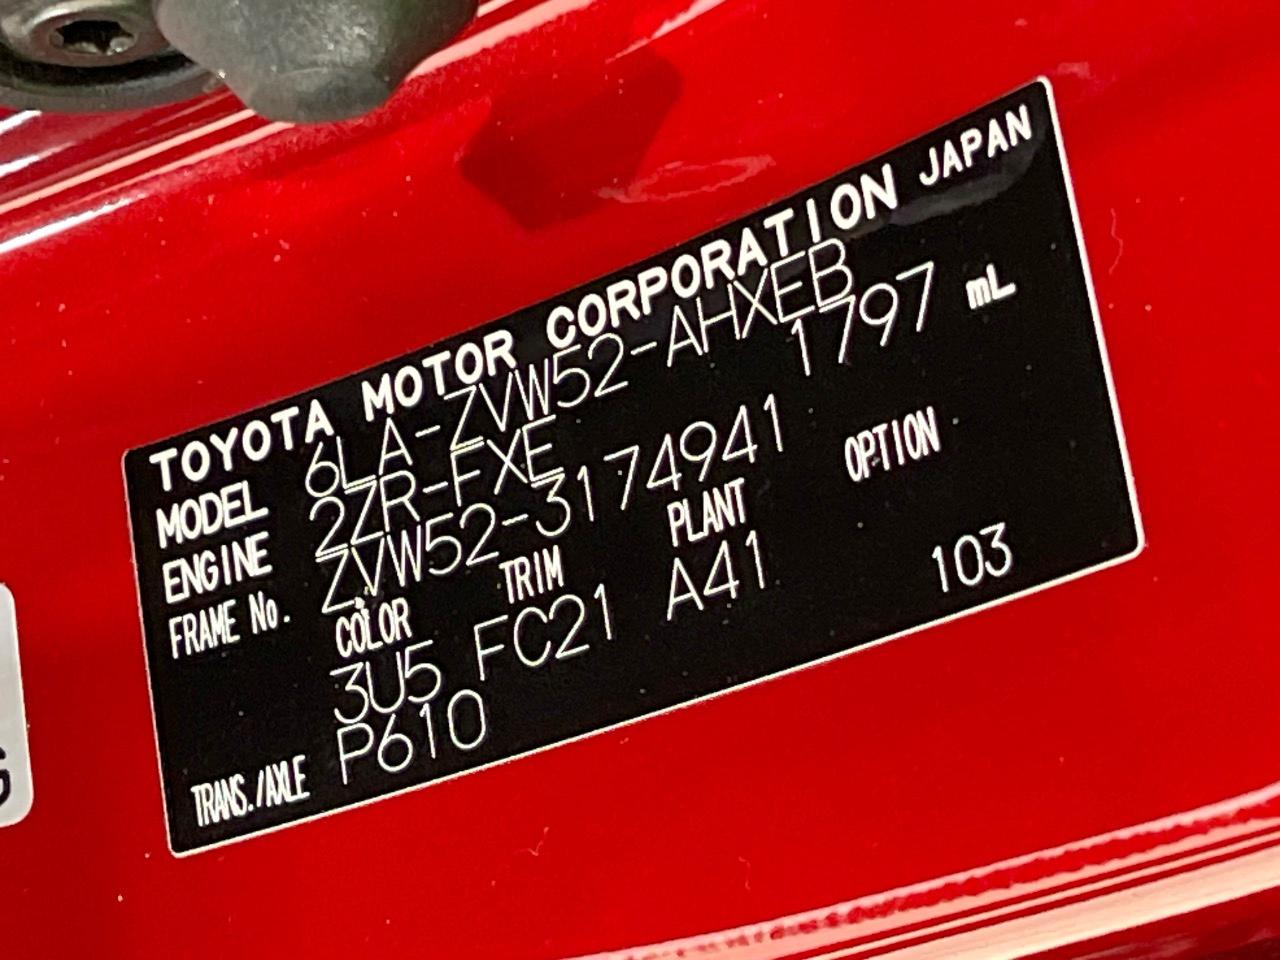 TOYOTA MOTOR CORPORATION JAPAN
MODEL 6LA-ZVW52-AHXEB
ENGINE 2ZR-FXE 1797 mL
FRAME No. ZVW52-3174941
COLOR TRIM PLANT OPTION
3U5 FC21 A41 103
TRANS./AXLE P610